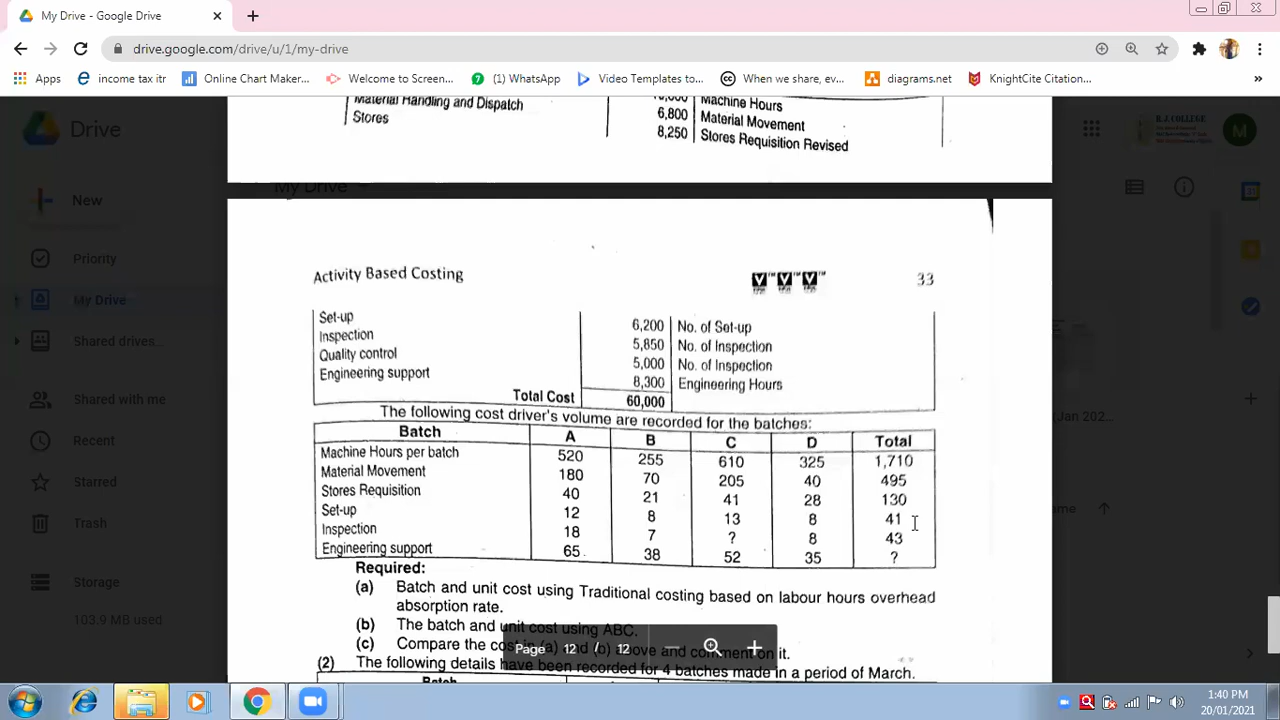 My Drive - Google Drive
drive.google.com/drive/u/1/my-drive
Apps income tax itr Online Chart Maker... Welcome to Screen... (1) WhatsApp Video Templates to... When we share, ev... diagrams.net KnightCite Citation... »
Drive
R.J. COLLEGE
M
New
Priority
My Drive
Shared drives...
Shared with me
Recent
Starred
Trash
Storage
103.9 MB used
My Drive
Material Handling and Dispatch Machine Hours
Stores 6,800 Material Movement
8,250 Stores Requisition Revised
Activity Based Costing 33
Set-up 6,200 No. of Set-up
Inspection 5,850 No. of Inspection
Quality control 5,000 No. of Inspection
Engineering support 8,300 Engineering Hours
Total Cost 60,000
The following cost driver's volume are recorded for the batches:
Batch A B C D Total
Machine Hours per batch 520 255 610 325 1,710
Material Movement 180 70 205 40 495
Stores Requisition 40 21 41 28 130
Set-up 12 8 13 8 41
Inspection 18 7 ? 8 43
Engineering support 65 38 52 35 ?
Required:
(a) Batch and unit cost using Traditional costing based on labour hours overhead
absorption rate.
(b) The batch and unit cost using ABC.
(c) Compare the cost in (a) and (b) above and comment on it.
(2) The following details have been recorded for 4 batches made in a period of March.
Batch
Page 12 / 12
1:40 PM
20/01/2021